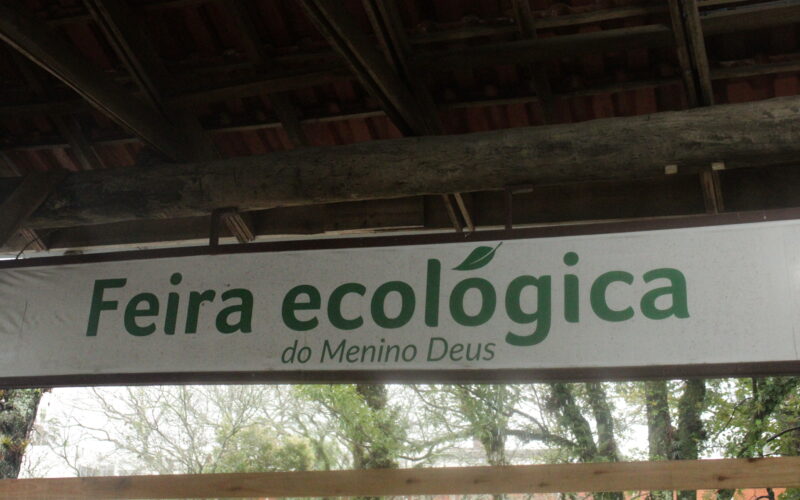 Feira ecológica
do Menino Deus